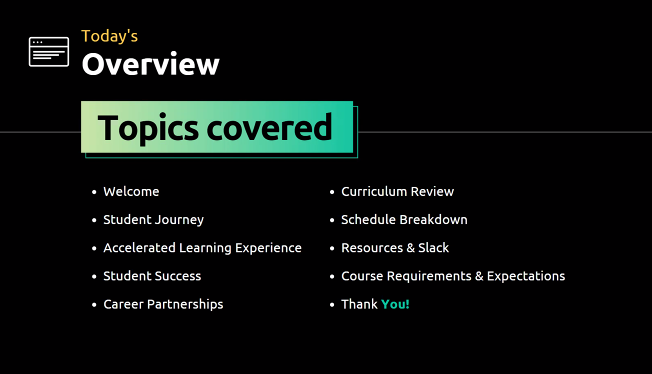 Today's
Overview
Topics covered
Welcome
Student Journey
Accelerated Learning Experience
Student Success
Career Partnerships
Curriculum Review
Schedule Breakdown
Resources & Slack
Course Requirements & Expectations
Thank You!